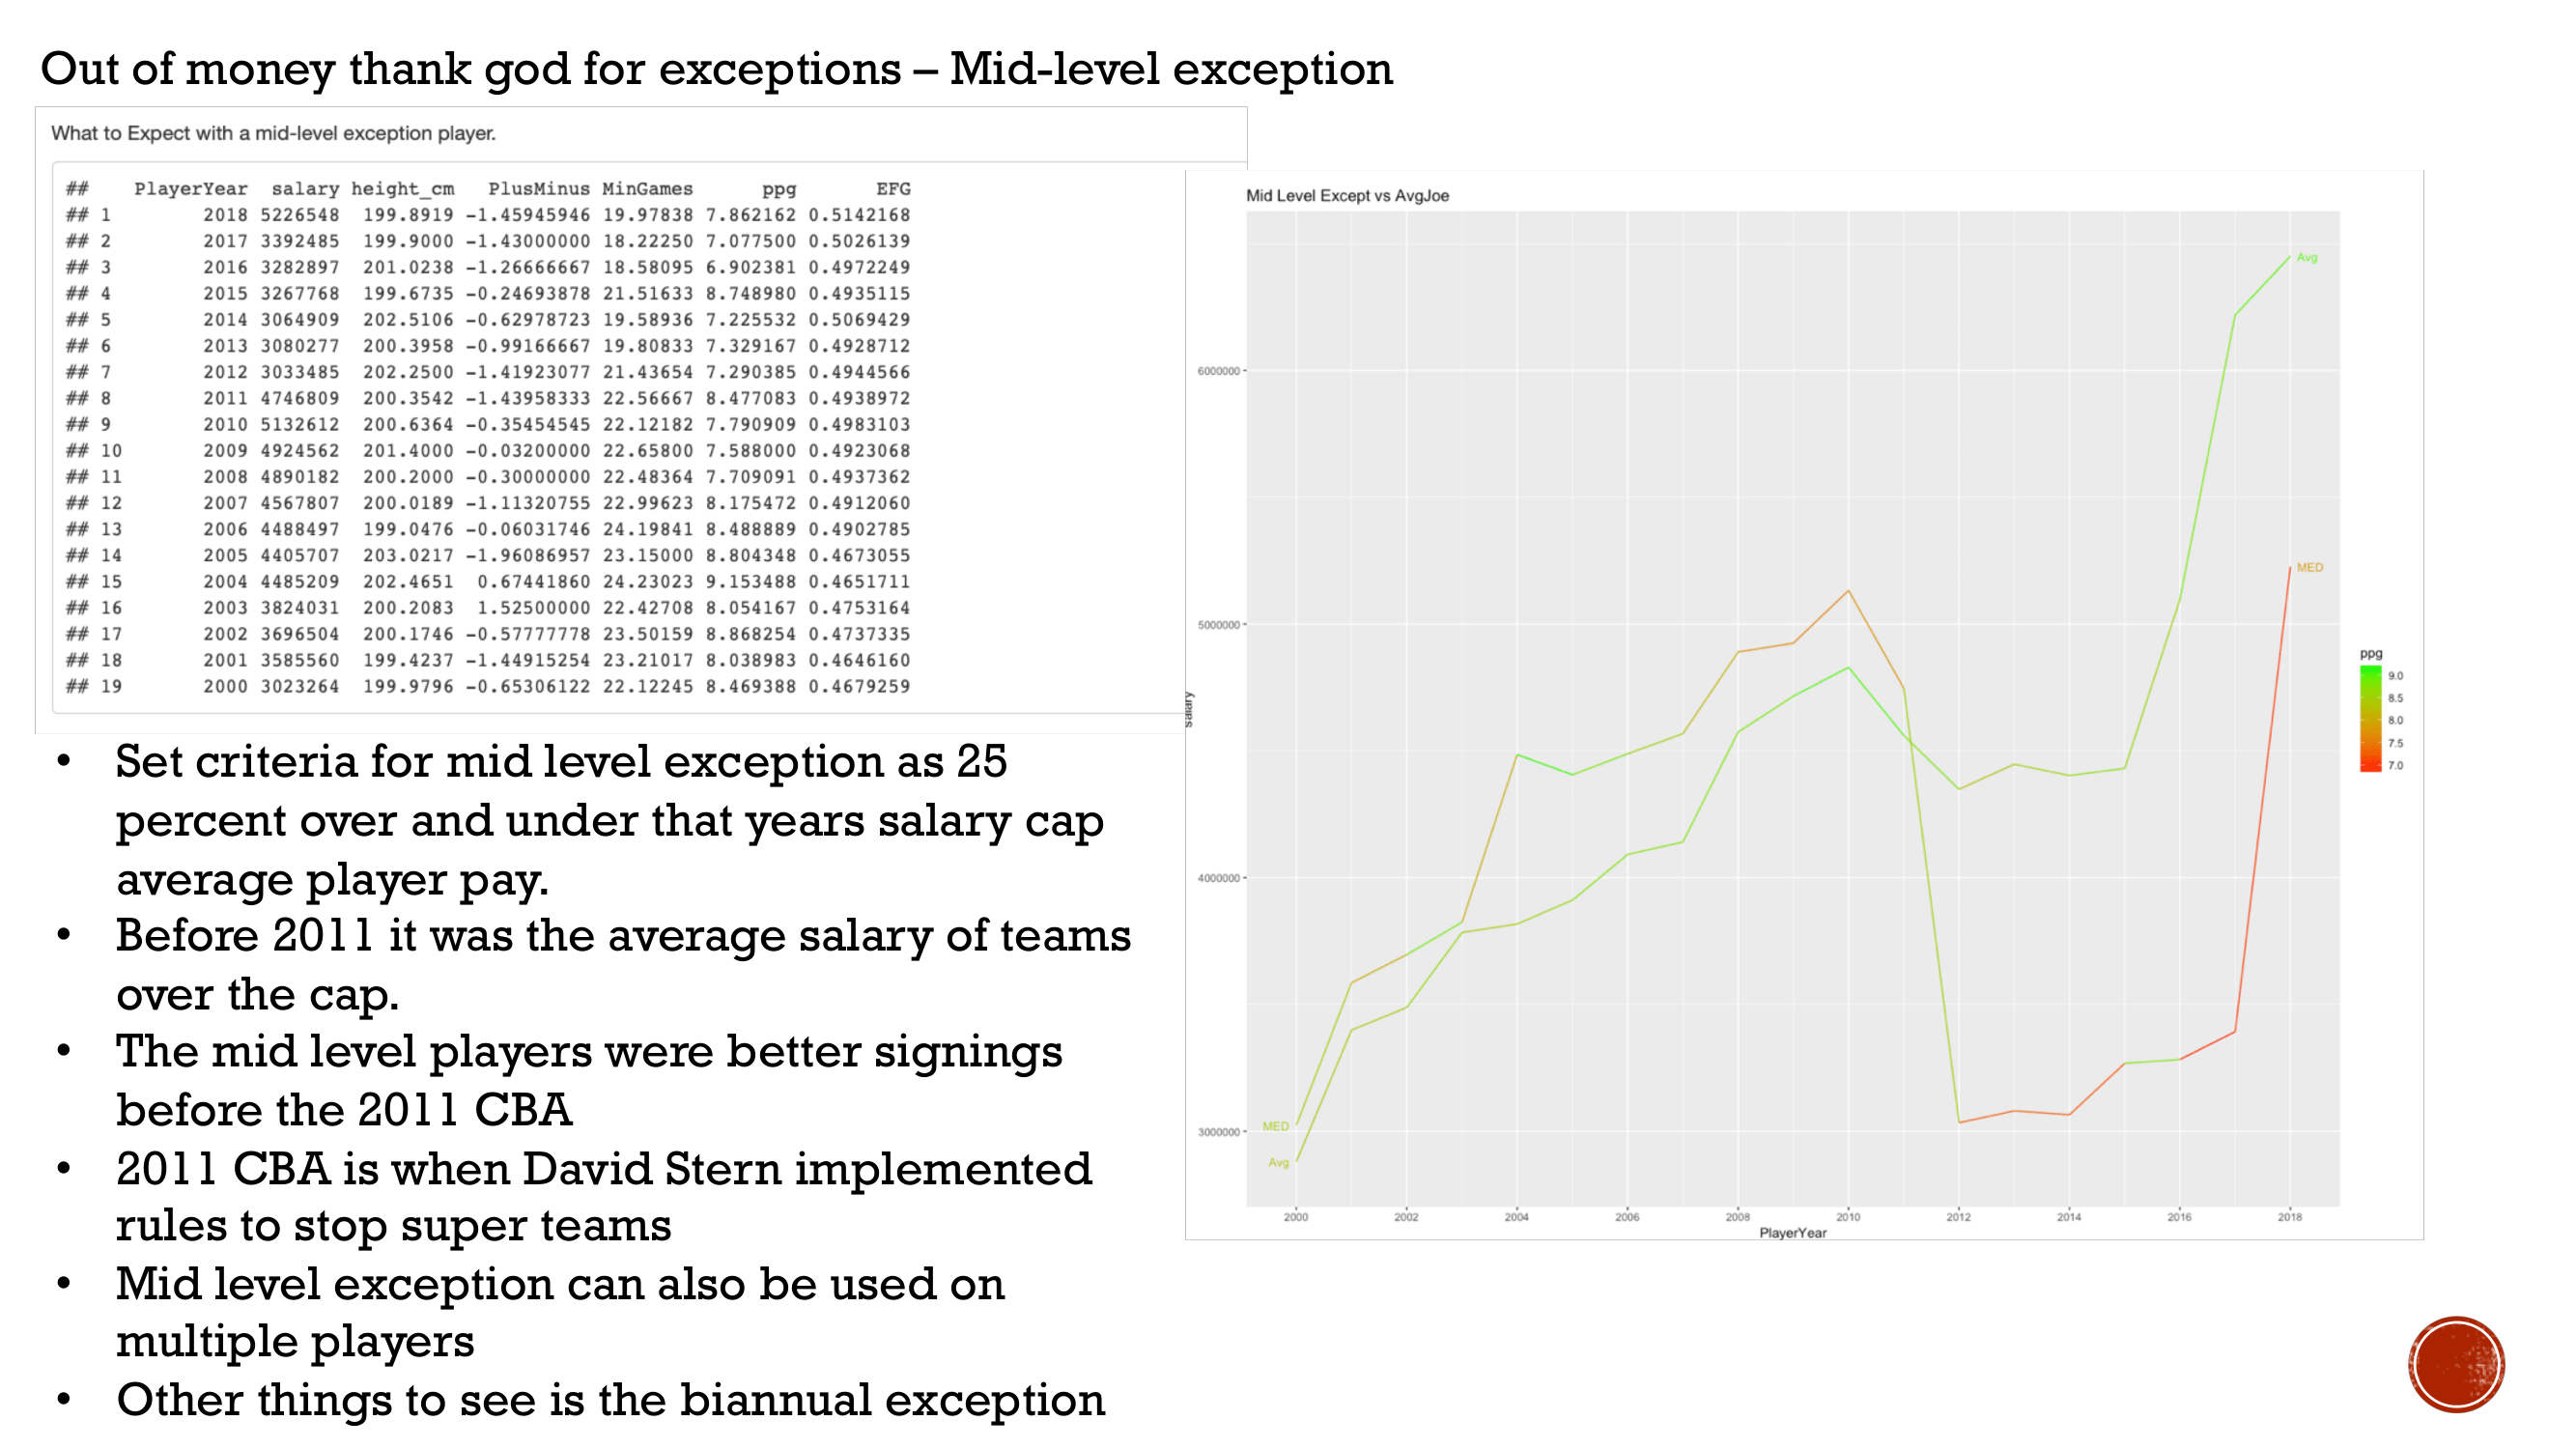 Out of money thank god for exceptions – Mid-level exception
What to Expect with a mid-level exception player.
## PlayerYear salary height_cm PlusMinus MinGames ppg EFG
## 1 2018 5226548 199.8919 -1.45945946 19.97838 7.862162 0.5142168
## 2 2017 3392485 199.9000 -1.43000000 18.22250 7.077500 0.5026139
## 3 2016 3282897 201.0238 -1.26666667 18.58095 6.902381 0.4972249
## 4 2015 3267768 199.6735 -0.24693878 21.51633 8.748980 0.4935115
## 5 2014 3064909 202.5106 -0.62978723 19.58936 7.225532 0.5069429
## 6 2013 3080277 200.3958 -0.99166667 19.80833 7.329167 0.4928712
## 7 2012 3033485 202.2500 -1.41923077 21.43654 7.290385 0.4944566
## 8 2011 4746809 200.3542 -1.43958333 22.56667 8.477083 0.4938972
## 9 2010 5132612 200.6364 -0.35454545 22.12182 7.790909 0.4983103
## 10 2009 4924562 201.4000 -0.03200000 22.65800 7.588000 0.4923068
## 11 2008 4890182 200.2000 -0.30000000 22.48364 7.709091 0.4937362
## 12 2007 4567807 200.0189 -1.11320755 22.99623 8.175472 0.4912060
## 13 2006 4488497 199.0476 -0.06031746 24.19841 8.488889 0.4902785
## 14 2005 4405707 203.0217 -1.96086957 23.15000 8.804348 0.4673055
## 15 2004 4485209 202.4651 0.67441860 24.23023 9.153488 0.4651711
## 16 2003 3824031 200.2083 1.52500000 22.42708 8.054167 0.4753164
## 17 2002 3696504 200.1746 -0.57777778 23.50159 8.868254 0.4737335
## 18 2001 3585560 199.4237 -1.44915254 23.21017 8.038983 0.4646160
## 19 2000 3023264 199.9796 -0.65306122 22.12245 8.469388 0.4679259
• Set criteria for mid level exception as 25
percent over and under that years salary cap
average player pay.
• Before 2011 it was the average salary of teams
over the cap.
• The mid level players were better signings
before the 2011 CBA
• 2011 CBA is when David Stern implemented
rules to stop super teams
• Mid level exception can also be used on
multiple players
• Other things to see is the biannual exception
Mid Level Except vs AvgJoe
Avg
6000000
MED
5000000
salary
4000000
MED
3000000
Avg
2000 2002 2004 2006 2008 2010 2012 2014 2016 2018
PlayerYear
ppg
9.0
8.5
8.0
7.5
7.0